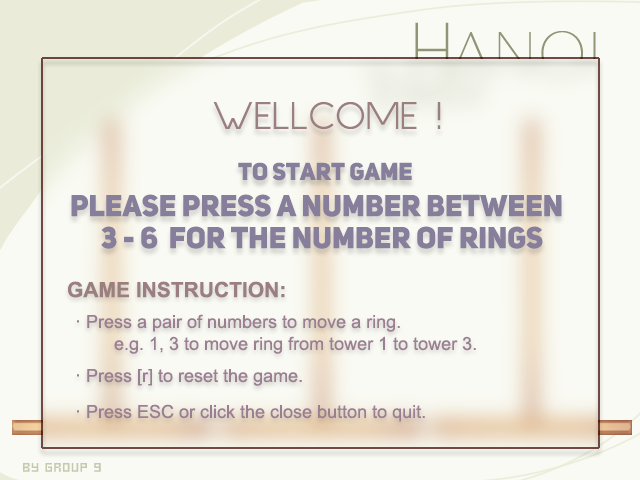 HANOI
WELLCOME !
TO START GAME
PLEASE PRESS A NUMBER BETWEEN
3 - 6 FOR THE NUMBER OF RINGS
GAME INSTRUCTION:
· Press a pair of numbers to move a ring.
e.g. 1, 3 to move ring from tower 1 to tower 3.
· Press [r] to reset the game.
· Press ESC or click the close button to quit.
BY GROUP 9